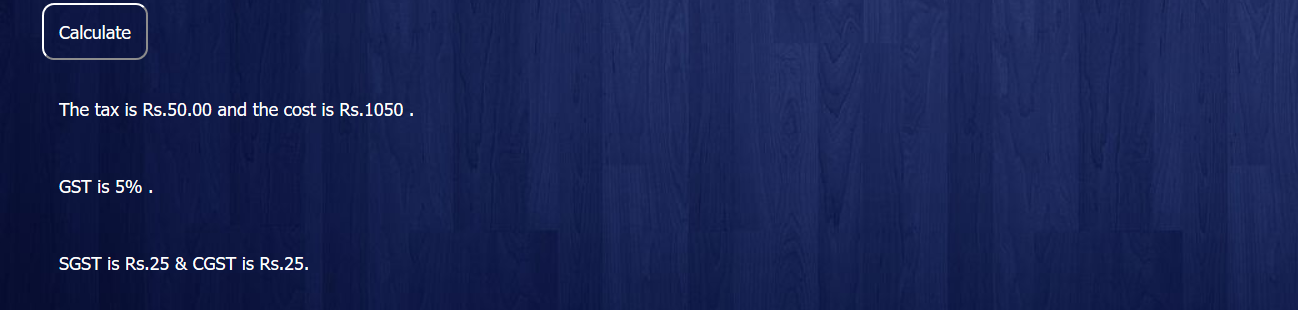 Calculate
The tax is Rs.50.00 and the cost is Rs.1050 .
GST is 5% .
SGST is Rs.25 & CGST is Rs.25.